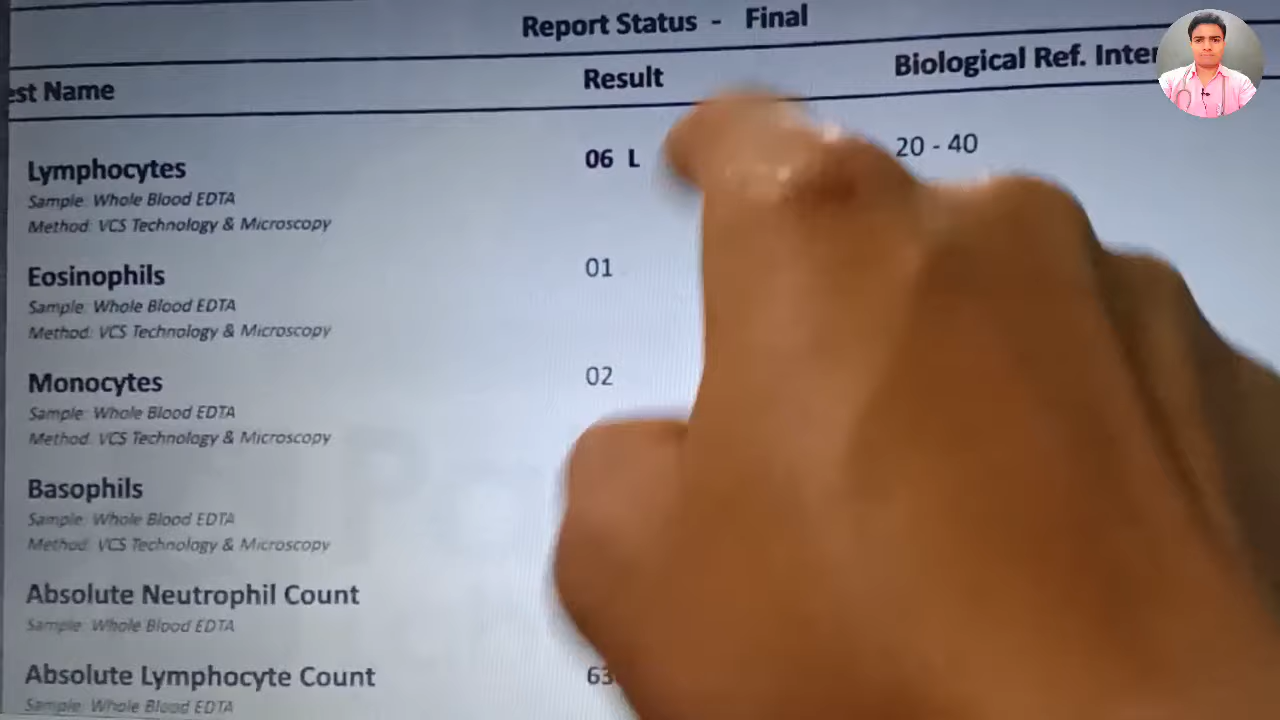 Report Status - Final
Name Result Biological Ref.
Lymphocytes 06 L 20 - 40
Sample: Whole Blood EDTA
Method: VCS Technology & Microscopy
Eosinophils 01
Sample: Whole Blood EDTA
Method: VCS Technology & Microscopy
Monocytes 02
Sample: Whole Blood EDTA
Method: VCS Technology & Microscopy
Basophils
Sample: Whole Blood EDTA
Method: VCS Technology & Microscopy
Absolute Neutrophil Count
Sample: Whole Blood EDTA
Absolute Lymphocyte Count
Sample: Whole Blood EDTA